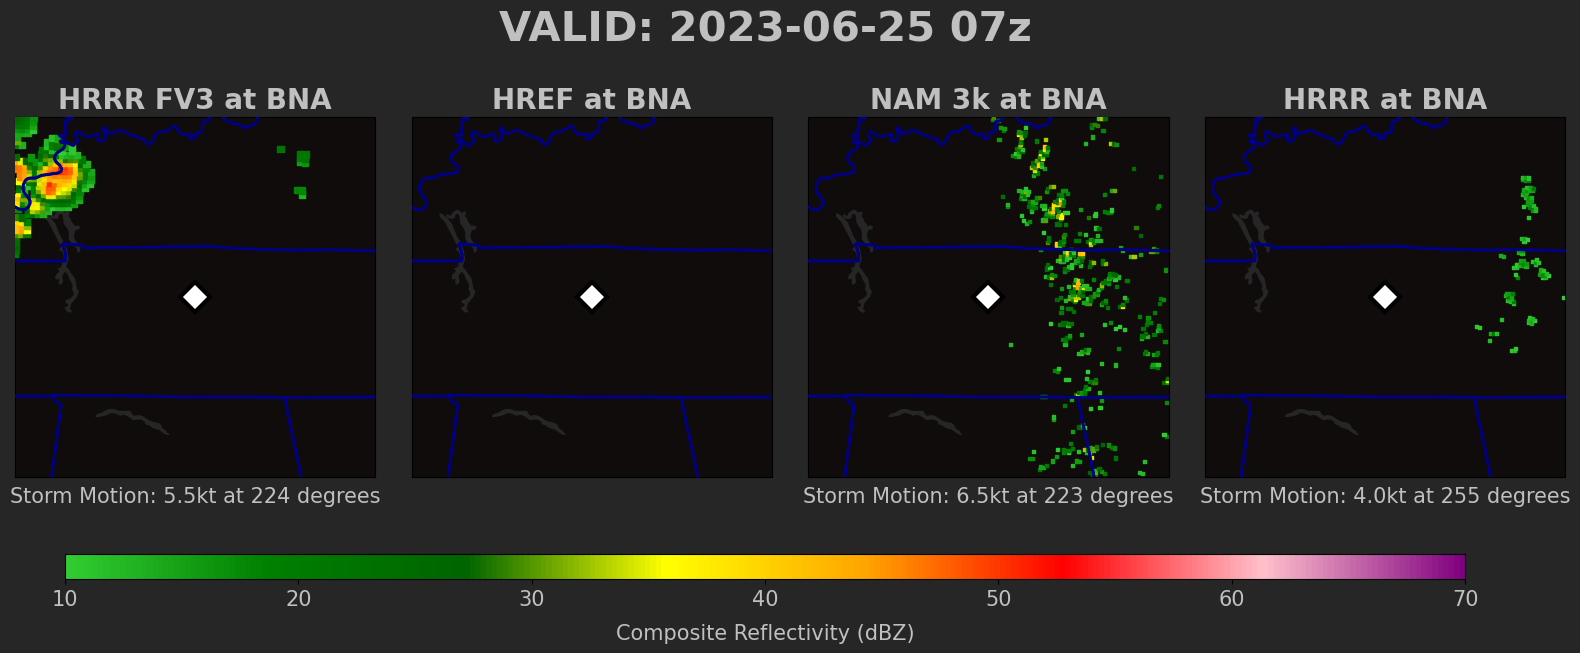 VALID: 2023-06-25 07z
HRRR FV3 at BNA
HREF at BNA
NAM 3k at BNA
HRRR at BNA
Storm Motion: 5.5kt at 224 degrees
Storm Motion: 6.5kt at 223 degrees
Storm Motion: 4.0kt at 255 degrees
10 20 30 40 50 60 70
Composite Reflectivity (dBZ)